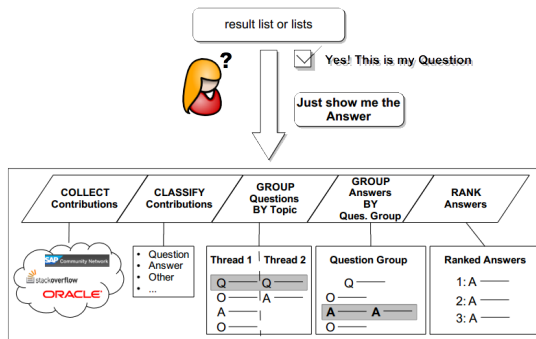 result list or lists
?
Yes! This is my Question
Just show me the
Answer
COLLECT
Contributions
CLASSIFY
Contributions
GROUP
Questions
BY Topic
GROUP
Answers
BY
Ques. Group
RANK
Answers
SAP Community Network
stackoverflow
ORACLE
• Question
• Answer
• Other
• ...
Thread 1 Thread 2
Q Q
O A
A
O
Question Group
Q
O
A A
O
Ranked Answers
1: A
2: A
3: A